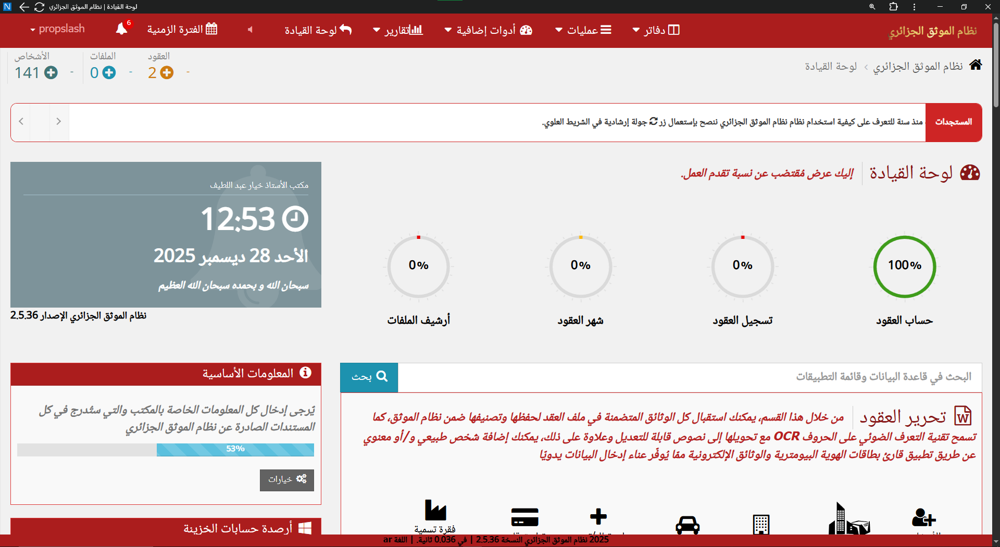 لوحة القيادة | نظام الموثق الجزائري
نظام الموثق الجزائري
دفاتر
عمليات
أدوات إضافية
تقارير
لوحة القيادة
الفترة الزمنية
6
propslash
نظام الموثق الجزائري
لوحة القيادة
العقود
2
-
الملفات
0
-
الأشخاص
141
-
المستجدات
منذ سنة للتعرف على كيفية استخدام نظام نظام الموثق الجزائري ننصح بإستعمال زر جولة إرشادية في الشريط العلوي.
لوحة القيادة
إليك عرض مُقتضب عن نسبة تقدم العمل.
100%
0%
0%
0%
حساب العقود
تسجيل العقود
شهر العقود
أرشيف الملفات
مكتب الأستاذ خيار عبد اللطيف
12:53
الأحد 28 ديسمبر 2025
سبحان الله و بحمده سبحان الله العظيم
نظام الموثق الجزائري الإصدار 2.5.36
البحث في قاعدة البيانات وقائمة التطبيقات
بحث
تحرير العقود
من خلال هذا القسم، يمكنك استقبال كل الوثائق المتضمنة في ملف العقد لحفظها وتصنيفها ضمن نظام الموثق، كما
تسمح تقنية التعرف الضوئي على الحروف OCR مع تحويلها إلى نصوص قابلة للتعديل وعلاوة على ذلك، يمكنك إضافة شخص طبيعي و/أو معنوي
عن طريق تطبيق قارئ بطاقات الهوية البيومترية والوثائق الإلكترونية ممّا يُوفّر عناء إدخال البيانات يدويًا
فقرة تسمية
المعلومات الأساسية
يُرجى إدخال كل المعلومات الخاصة بالمكتب والتي ستُدرج في كل
المستندات الصادرة عن نظام الموثق الجزائري
53%
خيارات
أرصدة حسابات الخزينة
2025 نظام الموثق الجزائري النسخة 2.5.36 | في 0.036 ثانية. | اللغة ar